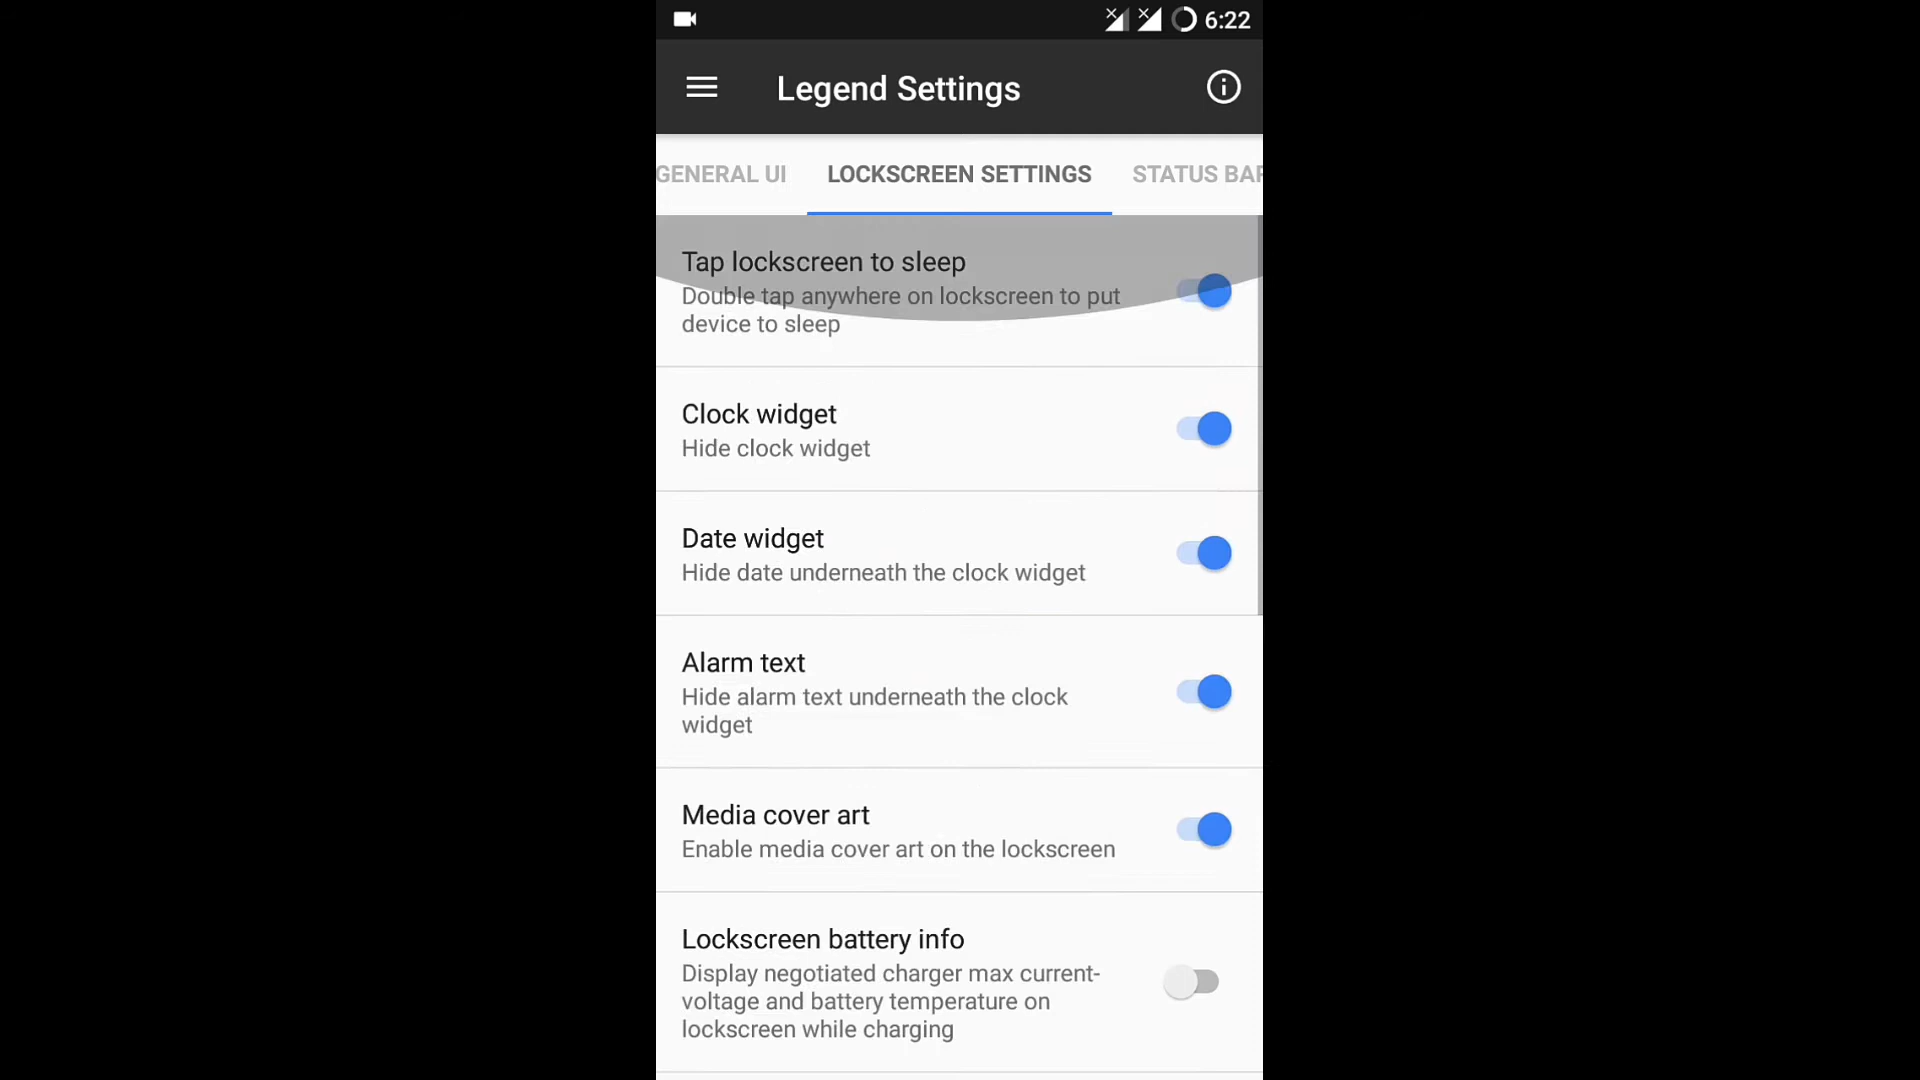 6:22
Legend Settings
GENERAL UI LOCKSCREEN SETTINGS STATUS BAR
Tap lockscreen to sleep
Double tap anywhere on lockscreen to put
device to sleep
Clock widget
Hide clock widget
Date widget
Hide date underneath the clock widget
Alarm text
Hide alarm text underneath the clock
widget
Media cover art
Enable media cover art on the lockscreen
Lockscreen battery info
Display negotiated charger max current-
voltage and battery temperature on
lockscreen while charging